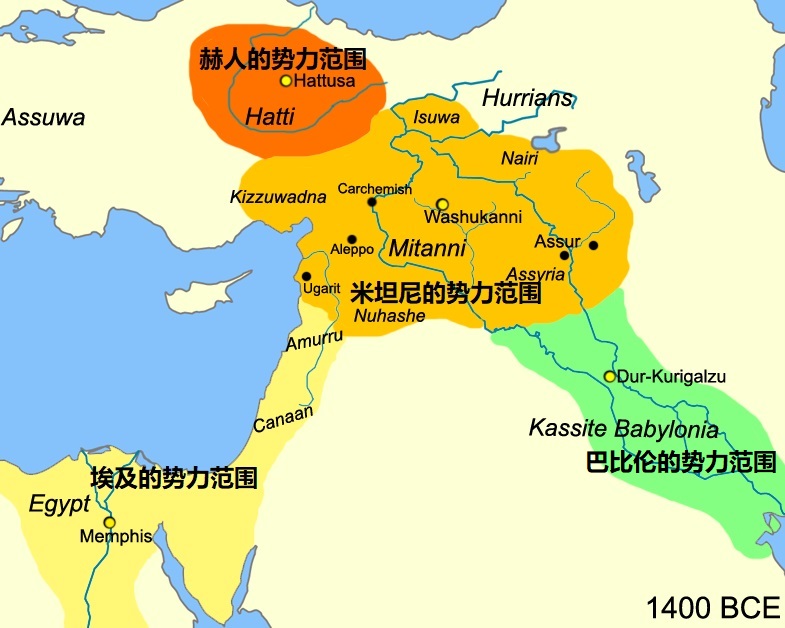 赫人的势力范围
Hattusa
Hurrians
Assuwa
Hatti
Isuwa
Nairi
Kizzuwadna
Carchemish
Washukanni
Aleppo
Mitanni
Assur
Assyria
Ugarit
米坦尼的势力范围
Nuhashe
Amurru
Dur-Kurigalzu
Canaan
Kassite Babylonia
巴比伦的势力范围
埃及的势力范围
Egypt
Memphis
1400 BCE